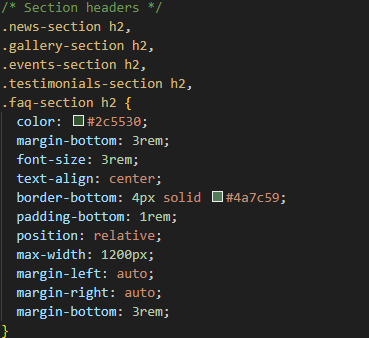 /* Section headers */
.news-section h2,
.gallery-section h2,
.events-section h2,
.testimonials-section h2,
.faq-section h2 {
color: #2c5530;
margin-bottom: 3rem;
font-size: 3rem;
text-align: center;
border-bottom: 4px solid #4a7c59;
padding-bottom: 1rem;
position: relative;
max-width: 1200px;
margin-left: auto;
margin-right: auto;
margin-bottom: 3rem;
}